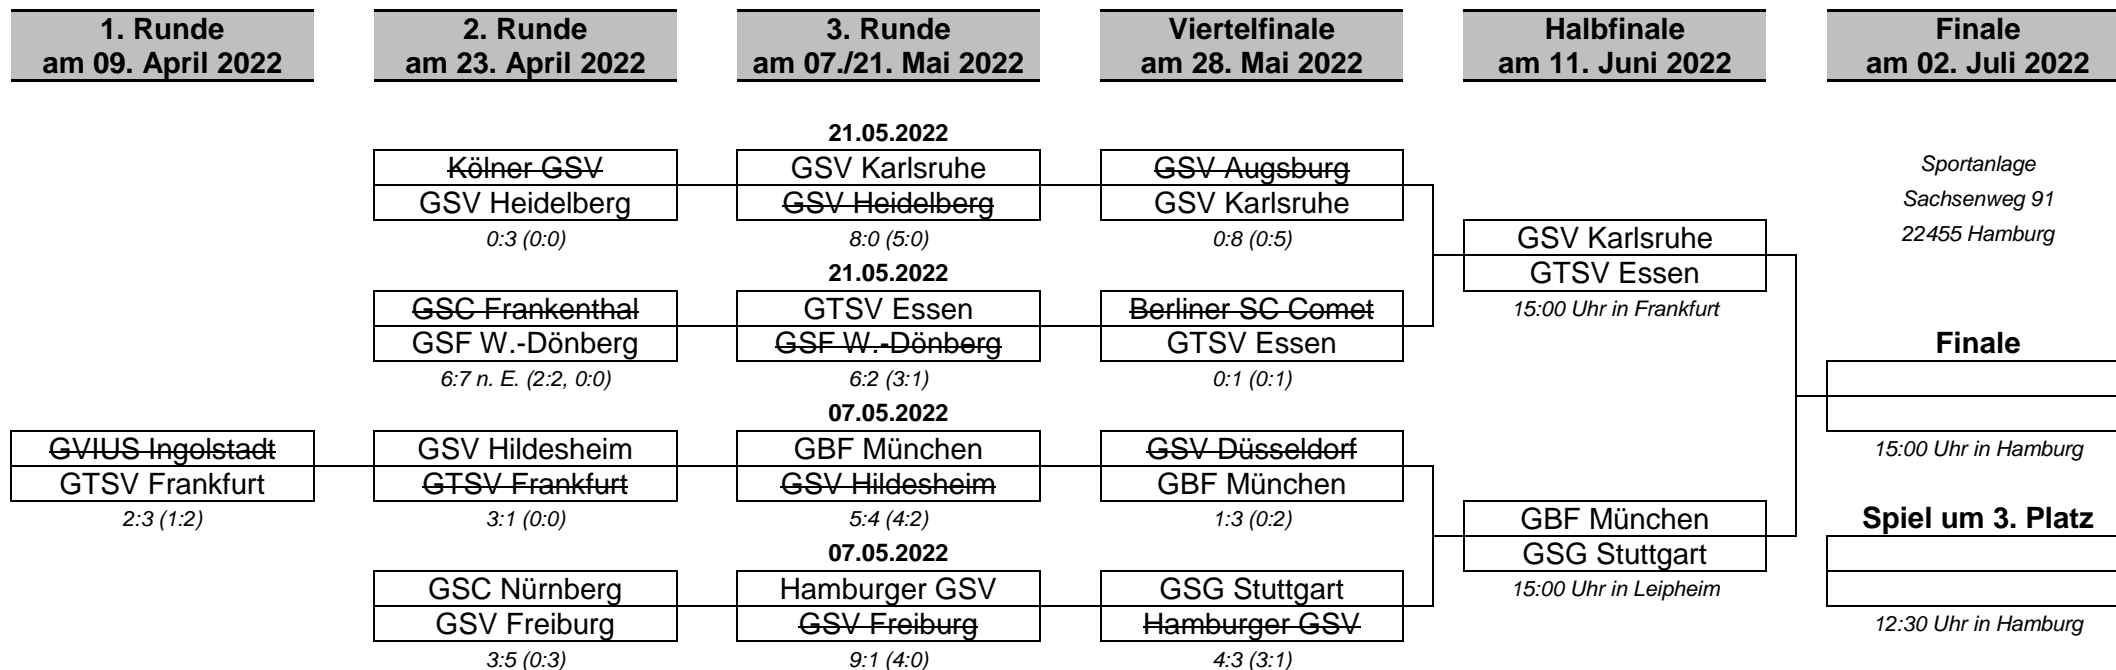 1. Runde
am 09. April 2022
2. Runde
am 23. April 2022
3. Runde
am 07./21. Mai 2022
Viertelfinale
am 28. Mai 2022
Halbfinale
am 11. Juni 2022
Finale
am 02. Juli 2022
GVIUS Ingolstadt
GTSV Frankfurt
2:3 (1:2)
Kölner GSV
GSV Heidelberg
0:3 (0:0)
GSC Frankenthal
GSF W.-Dönberg
6:7 n. E. (2:2, 0:0)
GSV Hildesheim
GTSV Frankfurt
3:1 (0:0)
GSC Nürnberg
GSV Freiburg
3:5 (0:3)
21.05.2022
GSV Karlsruhe
GSV Heidelberg
8:0 (5:0)
21.05.2022
GTSV Essen
GSF W.-Dönberg
6:2 (3:1)
07.05.2022
GBF München
GSV Hildesheim
5:4 (4:2)
07.05.2022
Hamburger GSV
GSV Freiburg
9:1 (4:0)
GSV Augsburg
GSV Karlsruhe
0:8 (0:5)
Berliner SC Comet
GTSV Essen
0:1 (0:1)
GSV Düsseldorf
GBF München
1:3 (0:2)
GSG Stuttgart
Hamburger GSV
4:3 (3:1)
GSV Karlsruhe
GTSV Essen
15:00 Uhr in Frankfurt
GBF München
GSG Stuttgart
15:00 Uhr in Leipheim
Sportanlage
Sachsenweg 91
22455 Hamburg
Finale
15:00 Uhr in Hamburg
Spiel um 3. Platz
12:30 Uhr in Hamburg